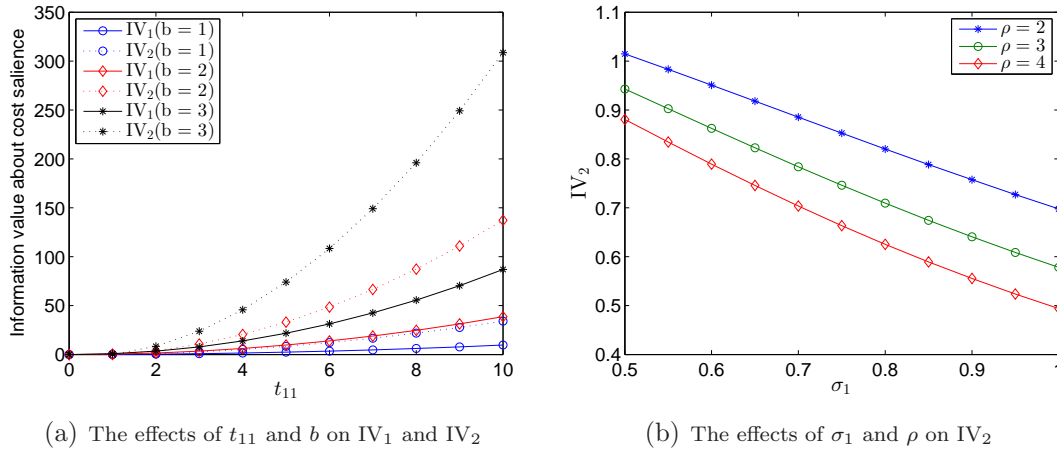 Information value about cost salience
350
300
250
200
150
100
50
0
IV₁(b = 1)
IV₂(b = 1)
IV₁(b = 2)
IV₂(b = 2)
IV₁(b = 3)
IV₂(b = 3)
0 2 4 6 8 10
t₁₁
(a) The effects of t₁₁ and b on IV₁ and IV₂
IV₂
1.1
1
0.9
0.8
0.7
0.6
0.5
0.4
ρ = 2
ρ = 3
ρ = 4
0.5 0.6 0.7 0.8 0.9 1
σ₁
(b) The effects of σ₁ and ρ on IV₂